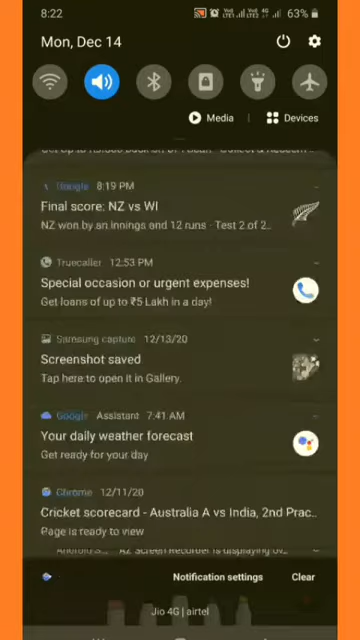 8:22
63%
Mon, Dec 14
Media | Devices
Google 8:19 PM
Final score: NZ vs WI
NZ won by an innings and 12 runs · Test 2 of 2..
Truecaller 12:53 PM
Special occasion or urgent expenses!
Get loans of up to ₹5 Lakh in a day!
Samsung capture 12/13/20
Screenshot saved
Tap here to open it in Gallery.
Google Assistant 7:41 AM
Your daily weather forecast
Get ready for your day
Chrome 12/11/20
Cricket scorecard - Australia A vs India, 2nd Prac..
Page is ready to view
AZ Screen Recorder is displaying ov..
Notification settings Clear
Jio 4G | airtel